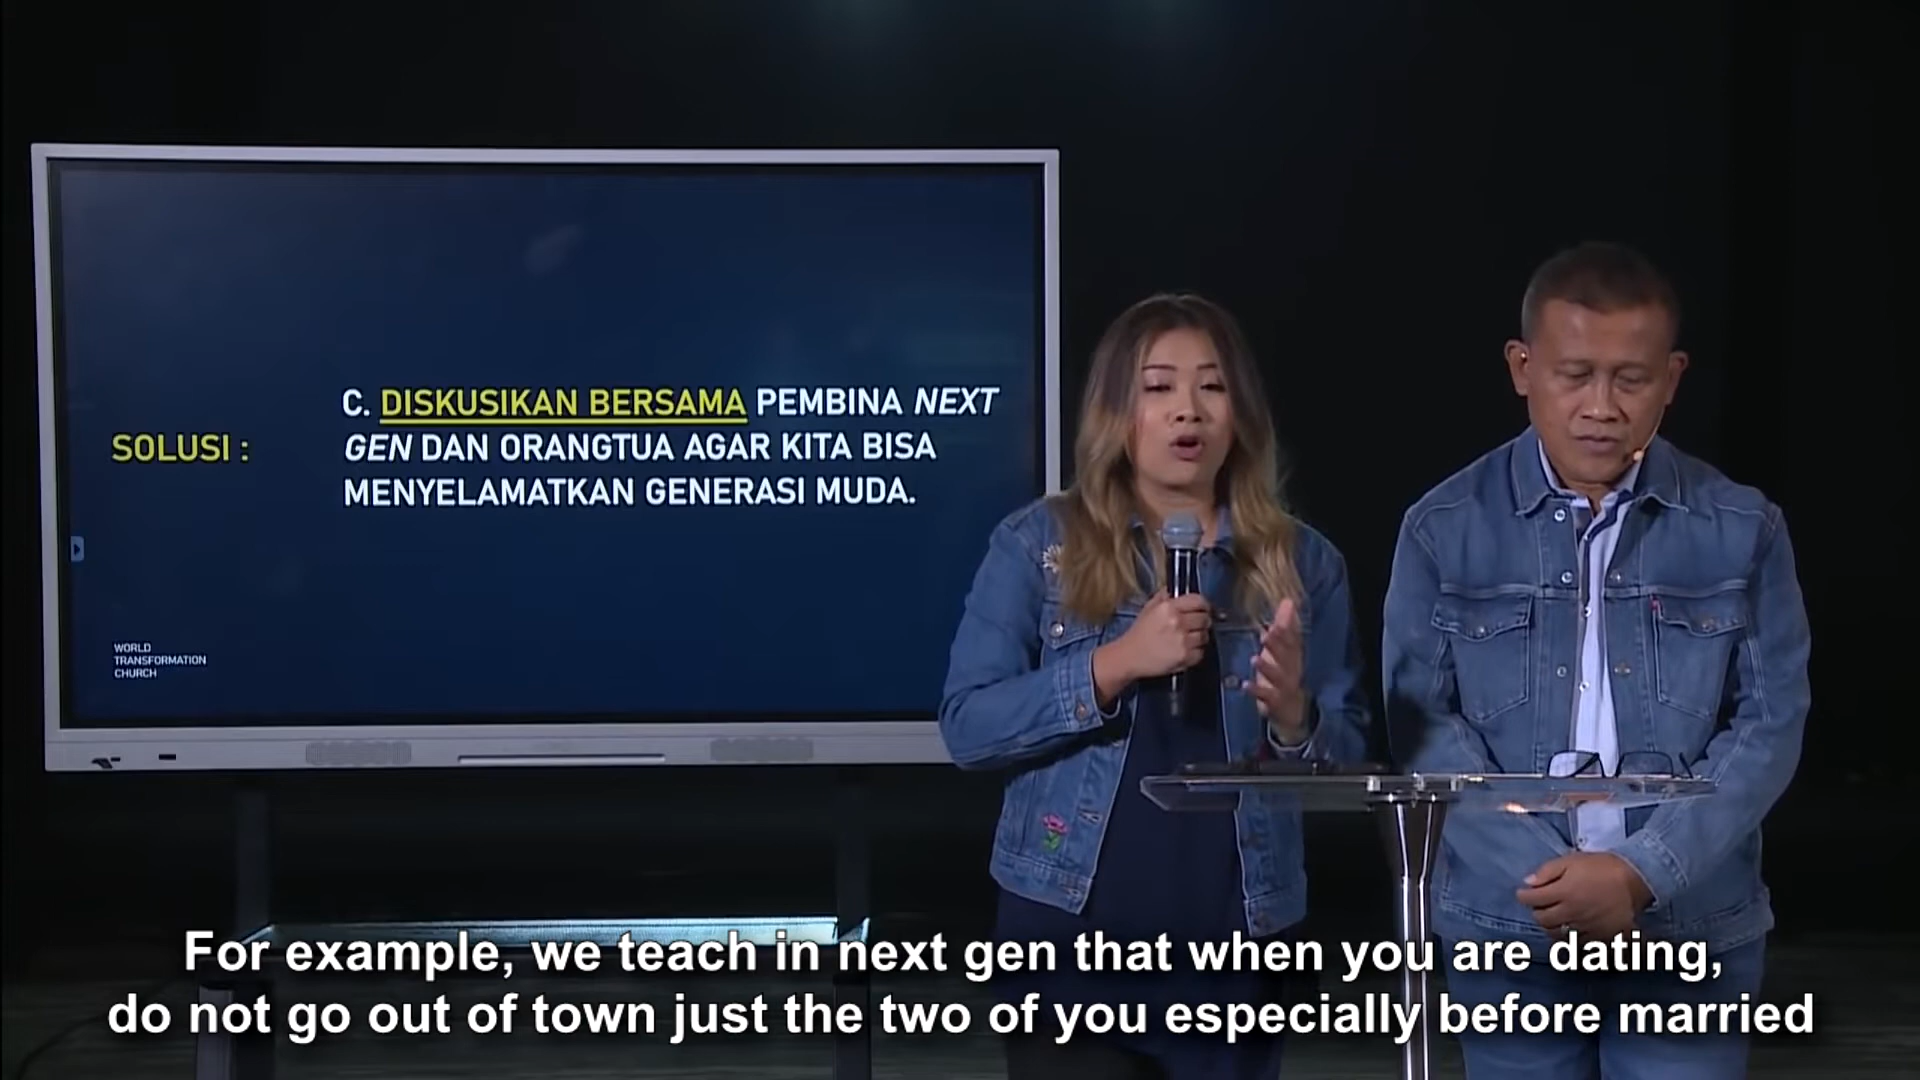 SOLUSI :
C. DISKUSIKAN BERSAMA PEMBINA NEXT
GEN DAN ORANGTUA AGAR KITA BISA
MENYELAMATKAN GENERASI MUDA.
WORLD
TRANSFORMATION
CHURCH
For example, we teach in next gen that when you are dating,
do not go out of town just the two of you especially before married